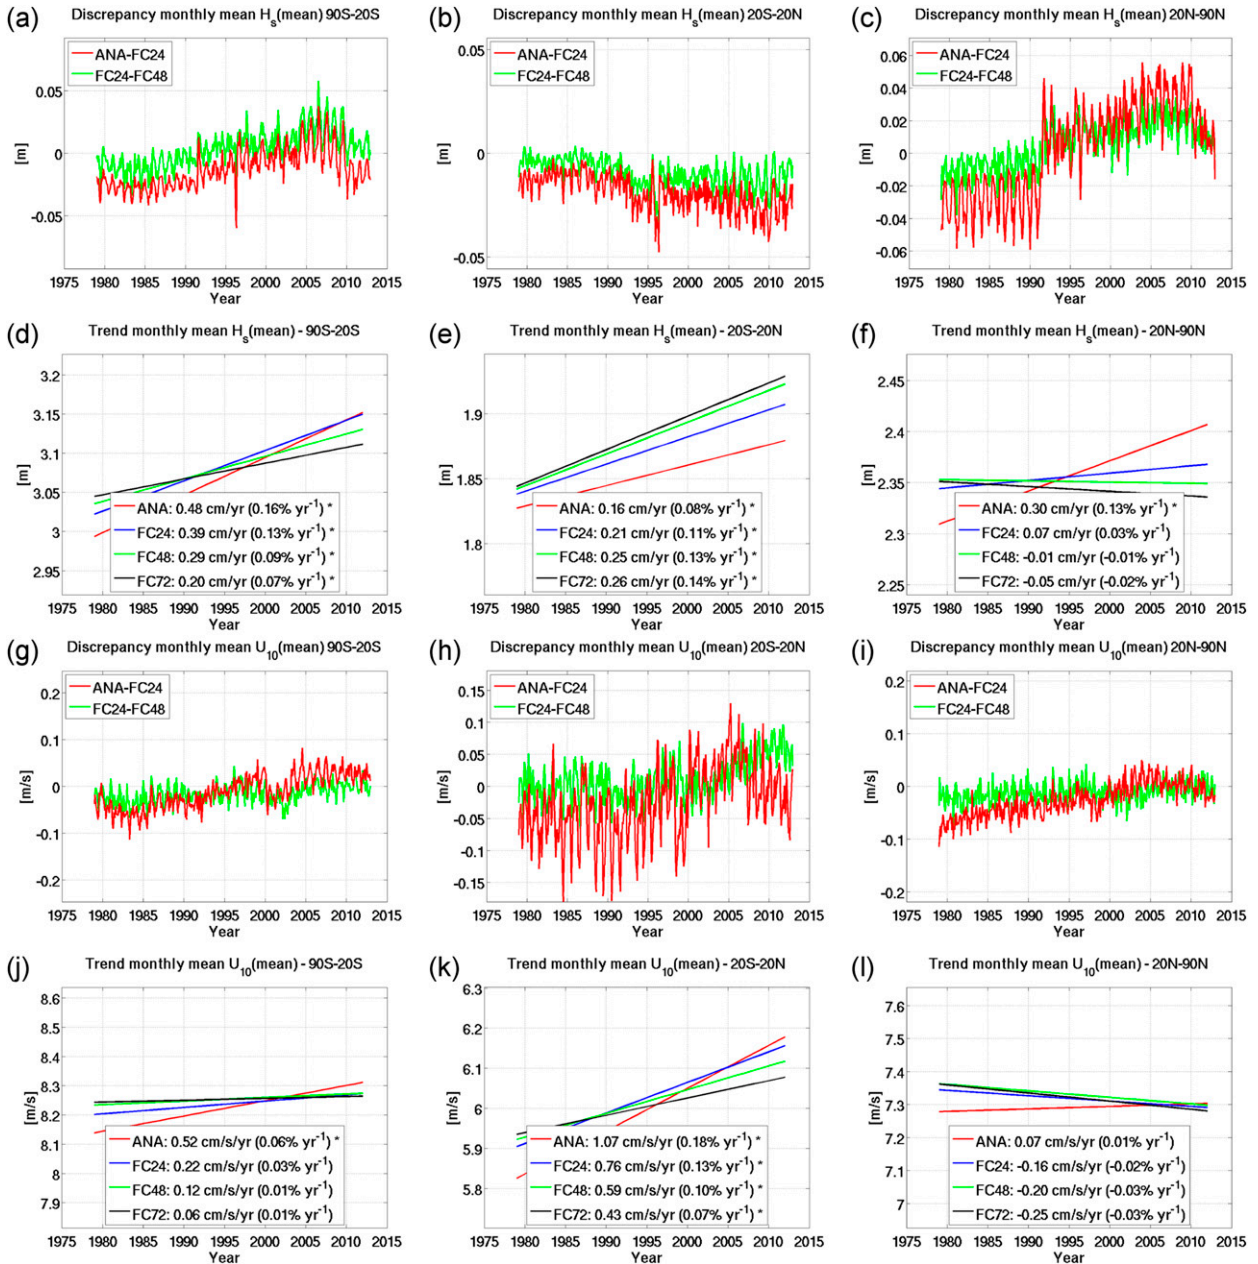 (a) Discrepancy monthly mean Hs(mean) 90S-20S
ANA-FC24
FC24-FC48
0.05
0
-0.05
[m]
1975 1980 1985 1990 1995 2000 2005 2010 2015
Year
(b) Discrepancy monthly mean Hs(mean) 20S-20N
0.05
ANA-FC24
FC24-FC48
0
-0.05
[m]
1975 1980 1985 1990 1995 2000 2005 2010 2015
Year
(c) Discrepancy monthly mean Hs(mean) 20N-90N
ANA-FC24
FC24-FC48
0.06
0.04
0.02
0
-0.02
-0.04
-0.06
[m]
1975 1980 1985 1990 1995 2000 2005 2010 2015
Year
(d) Trend monthly mean Hs(mean) - 90S-20S
3.2
3.15
3.1
3.05
3
2.95
[m]
ANA: 0.48 cm/yr (0.16% yr-1) *
FC24: 0.39 cm/yr (0.13% yr-1) *
FC48: 0.29 cm/yr (0.09% yr-1) *
FC72: 0.20 cm/yr (0.07% yr-1) *
1975 1980 1985 1990 1995 2000 2005 2010 2015
Year
(e) Trend monthly mean Hs(mean) - 20S-20N
1.9
1.85
1.8
[m]
ANA: 0.16 cm/yr (0.08% yr-1) *
FC24: 0.21 cm/yr (0.11% yr-1) *
FC48: 0.25 cm/yr (0.13% yr-1) *
FC72: 0.26 cm/yr (0.14% yr-1) *
1975 1980 1985 1990 1995 2000 2005 2010 2015
Year
(f) Trend monthly mean Hs(mean) - 20N-90N
2.45
2.4
2.35
2.3
2.25
[m]
ANA: 0.30 cm/yr (0.13% yr-1) *
FC24: 0.07 cm/yr (0.03% yr-1)
FC48: -0.01 cm/yr (-0.01% yr-1)
FC72: -0.05 cm/yr (-0.02% yr-1)
1975 1980 1985 1990 1995 2000 2005 2010 2015
Year
(g) Discrepancy monthly mean U10(mean) 90S-20S
ANA-FC24
FC24-FC48
0.2
0.1
0
-0.1
-0.2
[m/s]
1975 1980 1985 1990 1995 2000 2005 2010 2015
Year
(h) Discrepancy monthly mean U10(mean) 20S-20N
ANA-FC24
FC24-FC48
0.15
0.1
0.05
0
-0.05
-0.1
-0.15
[m/s]
1975 1980 1985 1990 1995 2000 2005 2010 2015
Year
(i) Discrepancy monthly mean U10(mean) 20N-90N
ANA-FC24
FC24-FC48
0.2
0.1
0
-0.1
-0.2
[m/s]
1975 1980 1985 1990 1995 2000 2005 2010 2015
Year
(j) Trend monthly mean U10(mean) - 90S-20S
8.6
8.5
8.4
8.3
8.2
8.1
8
7.9
[m/s]
ANA: 0.52 cm/s/yr (0.06% yr-1) *
FC24: 0.22 cm/s/yr (0.03% yr-1)
FC48: 0.12 cm/s/yr (0.01% yr-1)
FC72: 0.06 cm/s/yr (0.01% yr-1)
1975 1980 1985 1990 1995 2000 2005 2010 2015
Year
(k) Trend monthly mean U10(mean) - 20S-20N
6.3
6.2
6.1
6
5.9
5.8
[m/s]
ANA: 1.07 cm/s/yr (0.18% yr-1) *
FC24: 0.76 cm/s/yr (0.13% yr-1) *
FC48: 0.59 cm/s/yr (0.10% yr-1) *
FC72: 0.43 cm/s/yr (0.07% yr-1) *
1975 1980 1985 1990 1995 2000 2005 2010 2015
Year
(l) Trend monthly mean U10(mean) - 20N-90N
7.6
7.5
7.4
7.3
7.2
7.1
7
[m/s]
ANA: 0.07 cm/s/yr (0.01% yr-1)
FC24: -0.16 cm/s/yr (-0.02% yr-1)
FC48: -0.20 cm/s/yr (-0.03% yr-1)
FC72: -0.25 cm/s/yr (-0.03% yr-1)
1975 1980 1985 1990 1995 2000 2005 2010 2015
Year